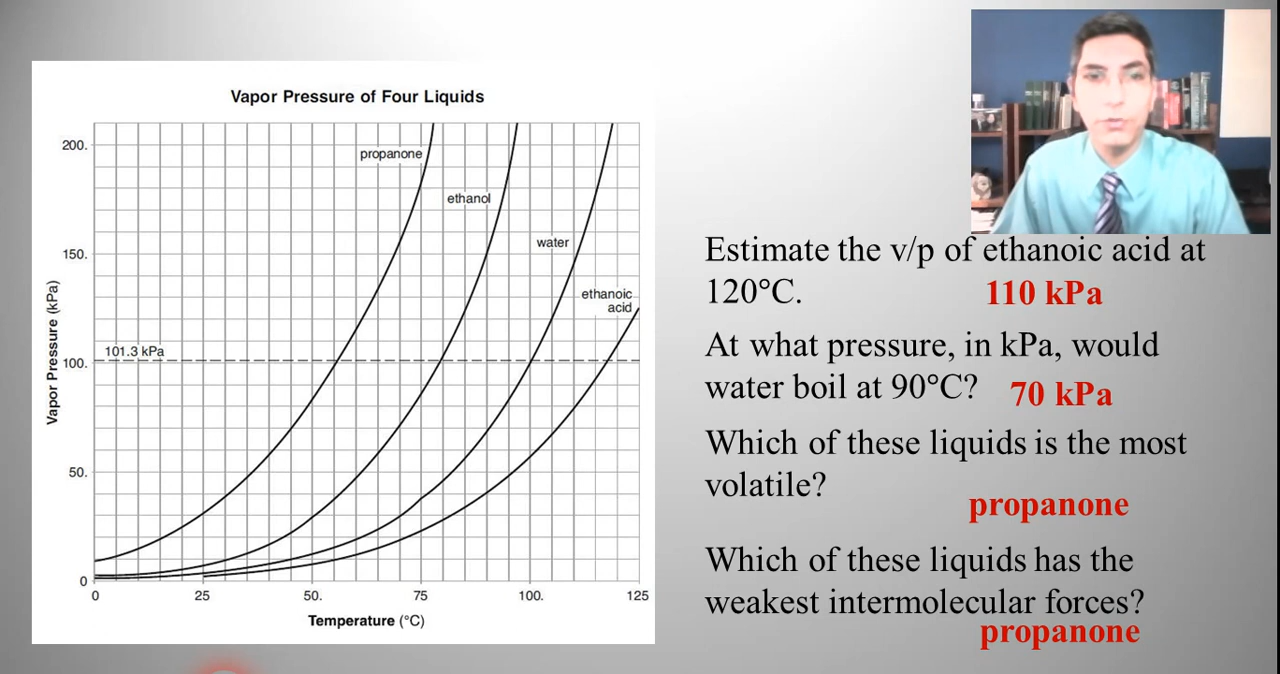 Vapor Pressure of Four Liquids
200.
150.
100.
50.
0
Vapor Pressure (kPa)
101.3 kPa
propanone
ethanol
water
ethanoic
acid
0 25 50. 75 100. 125
Temperature (°C)
Estimate the v/p of ethanoic acid at
120°C. 110 kPa
At what pressure, in kPa, would
water boil at 90°C? 70 kPa
Which of these liquids is the most
volatile?
propanone
Which of these liquids has the
weakest intermolecular forces?
propanone